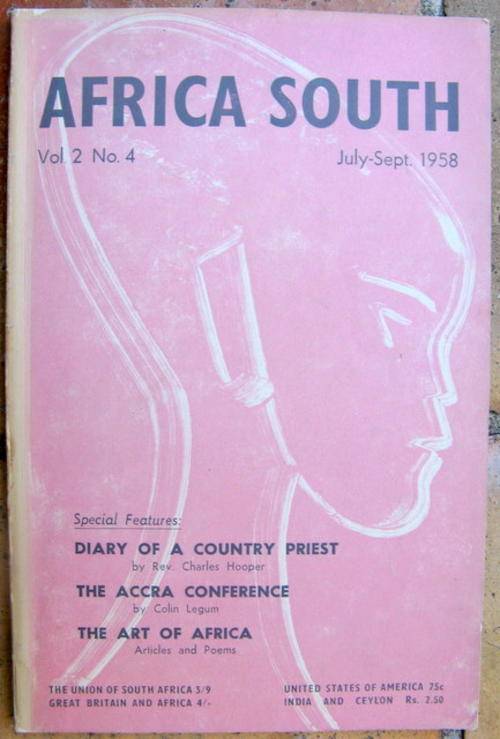 AFRICA SOUTH
Vol. 2 No. 4 July-Sept. 1958
Special Features:
DIARY OF A COUNTRY PRIEST
by Rev. Charles Hooper
THE ACCRA CONFERENCE
by Colin Legum
THE ART OF AFRICA
Articles and Poems
THE UNION OF SOUTH AFRICA 3/9 UNITED STATES OF AMERICA 75c
GREAT BRITAIN AND AFRICA 4/- INDIA AND CEYLON Rs. 2.50